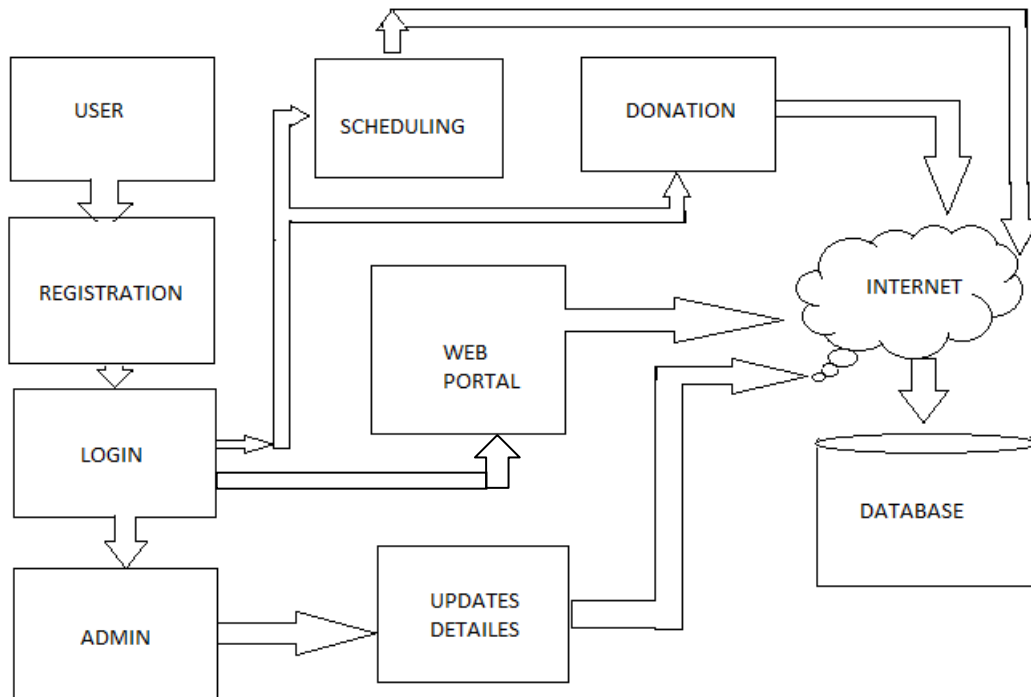 USER
SCHEDULING
DONATION
REGISTRATION
INTERNET
WEB
PORTAL
LOGIN
DATABASE
ADMIN
UPDATES
DETAILES